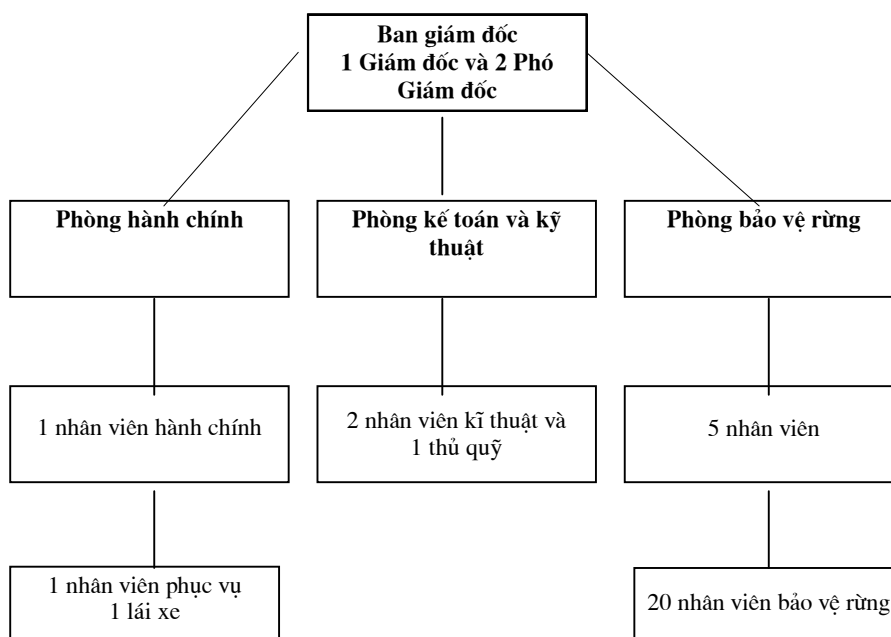 Ban giám đốc
1 Giám đốc và 2 Phó
Giám đốc
Phòng hành chính
Phòng kế toán và kỹ
thuật
Phòng bảo vệ rừng
1 nhân viên hành chính
2 nhân viên kĩ thuật và
1 thủ quỹ
5 nhân viên
1 nhân viên phục vụ
1 lái xe
20 nhân viên bảo vệ rừng